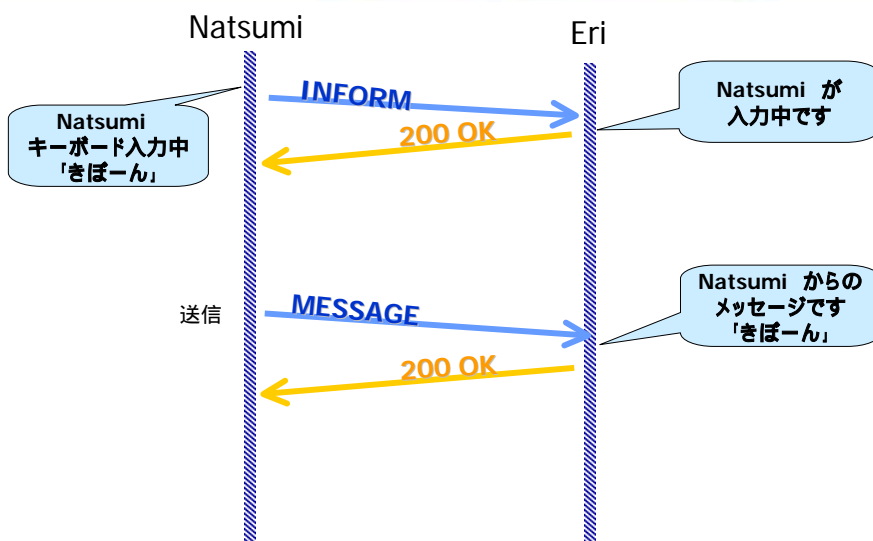 Natsumi
Eri
INFORM
Natsumi が
入力中です
Natsumi
キーボード入力中
「きぼーん」
200 OK
Natsumi からの
メッセージです
「きぼーん」
送信
MESSAGE
200 OK